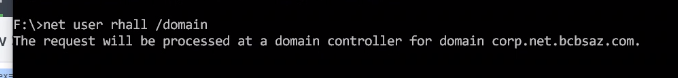 F:\>net user rhall /domain
The request will be processed at a domain controller for domain corp.net.bcbsaz.com.